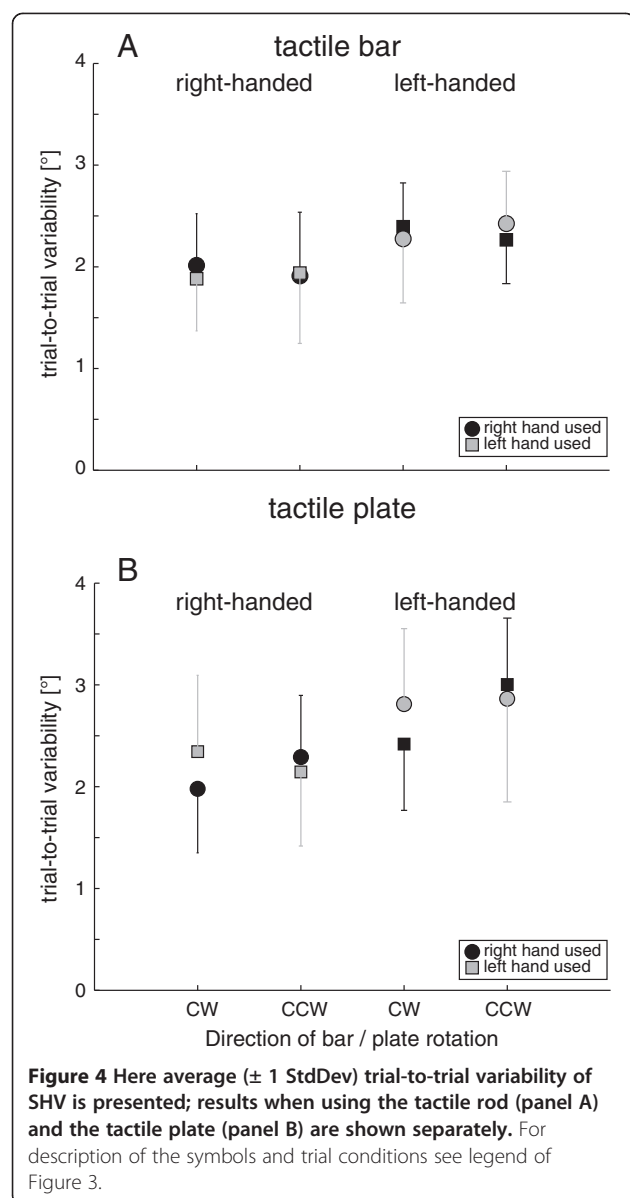 A
tactile bar
right-handed left-handed
4
3
2
1
0
trial-to-trial variability [°]
right hand used
left hand used
tactile plate
B
right-handed left-handed
4
3
2
1
0
trial-to-trial variability [°]
right hand used
left hand used
CW CCW CW CCW
Direction of bar / plate rotation
Figure 4 Here average (± 1 StdDev) trial-to-trial variability of
SHV is presented; results when using the tactile rod (panel A)
and the tactile plate (panel B) are shown separately. For
description of the symbols and trial conditions see legend of
Figure 3.